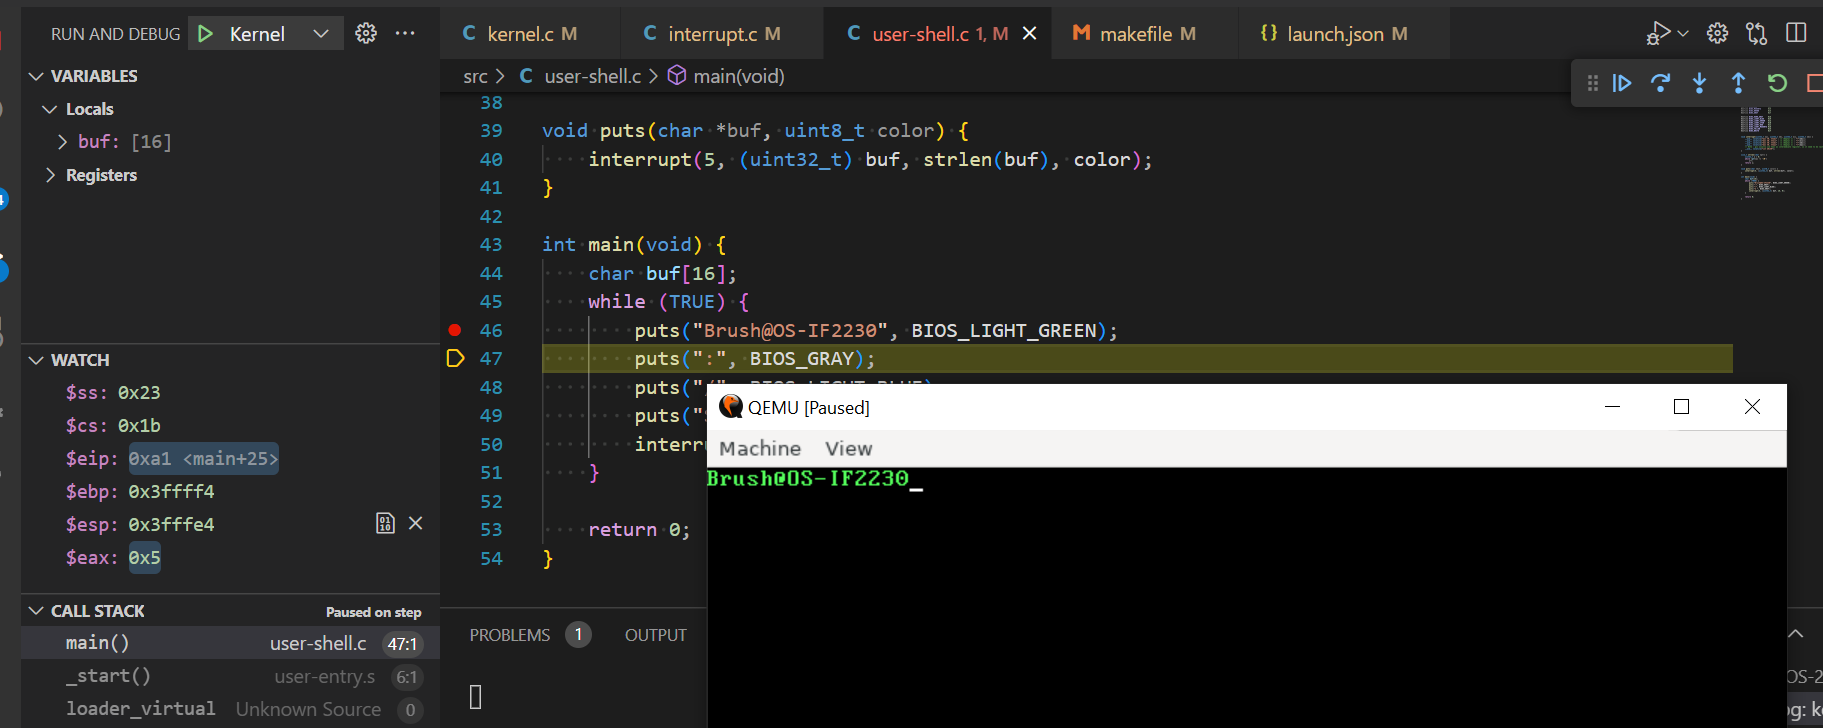 RUN AND DEBUG Kernel
VARIABLES
Locals
buf: [16]
Registers
WATCH
$ss: 0x23
$cs: 0x1b
$eip: 0xa1 <main+25>
$ebp: 0x3ffff4
$esp: 0x3fffe4
$eax: 0x5
CALL STACK Paused on step
main() user-shell.c 47:1
_start() user-entry.s 6:1
loader_virtual Unknown Source 0
C kernel.c M C interrupt.c M C user-shell.c 1, M M makefile M {} launch.json M
src > C user-shell.c > main(void)
38
39 void puts(char *buf, uint8_t color) {
40 interrupt(5, (uint32_t) buf, strlen(buf), color);
41 }
42
43 int main(void) {
44 char buf[16];
45 while (TRUE) {
46 puts("Brush@OS-IF2230", BIOS_LIGHT_GREEN);
47 puts(":", BIOS_GRAY);
48 puts("/", BIOS_LIGHT_BLUE)
49 puts("
50 interr
51 }
52
53 return 0;
54 }
PROBLEMS 1 OUTPUT
QEMU [Paused]
Machine View
Brush@OS-IF2230_
OS-2